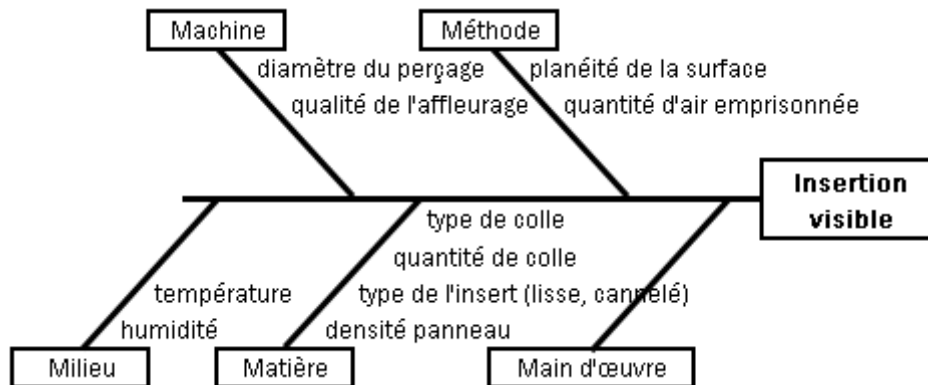 Machine
Méthode
diamètre du perçage
planéité de la surface
qualité de l'affleurage
quantité d'air emprisonnée
Insertion
visible
type de colle
quantité de colle
température
type de l'insert (lisse, cannelé)
humidité
densité panneau
Milieu
Matière
Main d'œuvre